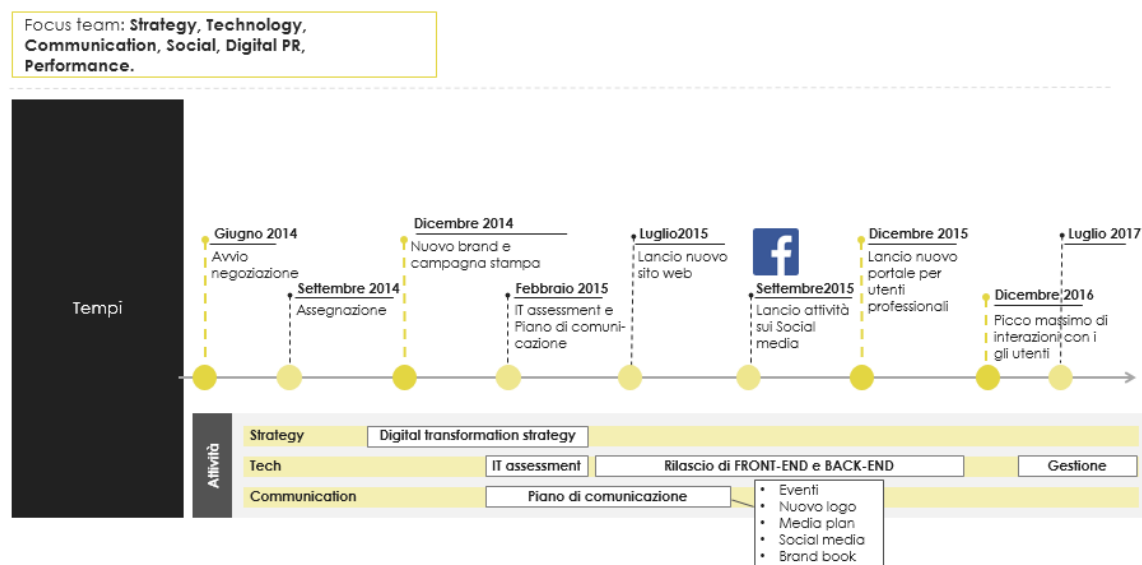 Focus team: Strategy, Technology,
Communication, Social, Digital PR,
Performance.
Tempi
Giugno 2014
Avvio
negoziazione
Settembre 2014
Assegnazione
Dicembre 2014
Nuovo brand e
campagna stampa
Febbraio 2015
IT assessment e
Piano di comuni-
cazione
Luglio2015
Lancio nuovo
sito web
Settembre2015
Lancio attività
sui Social
media
Dicembre 2015
Lancio nuovo
portale per
utenti
professionali
Dicembre 2016
Picco massimo di
interazioni con i
gli utenti
Luglio 2017
Attività
Strategy
Digital transformation strategy
Tech
IT assessment
Rilascio di FRONT-END e BACK-END
Gestione
Communication
Piano di comunicazione
• Eventi
• Nuovo logo
• Media plan
• Social media
• Brand book